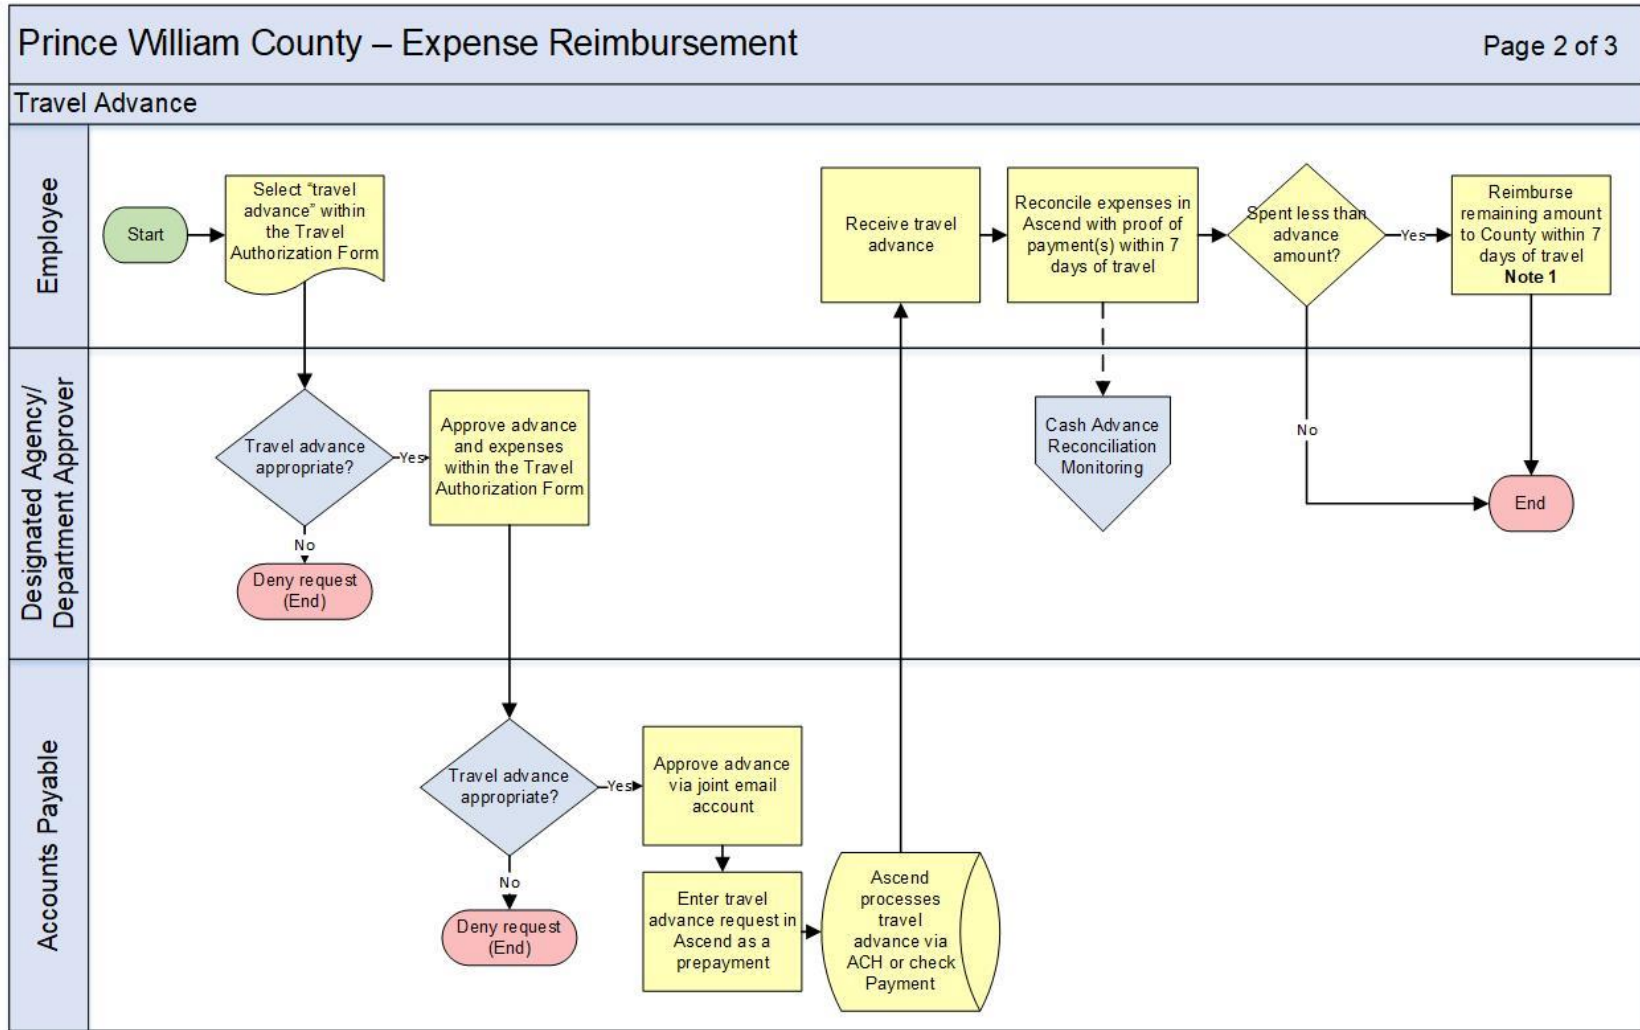 Prince William County – Expense Reimbursement
Page 2 of 3
Travel Advance
Employee
Start
Select “travel
advance” within
the Travel
Authorization Form
Receive travel
advance
Reconcile expenses in
Ascend with proof of
payment(s) within 7
days of travel
Spent less than
advance
amount?
Yes
Reimburse
remaining amount
to County within 7
days of travel
Note 1
Designated Agency/
Department Approver
Travel advance
appropriate?
Yes
No
Deny request
(End)
Approve advance
and expenses
within the Travel
Authorization Form
Cash Advance
Reconciliation
Monitoring
No
End
Accounts Payable
Travel advance
appropriate?
Yes
No
Deny request
(End)
Approve advance
via joint email
account
Enter travel
advance request in
Ascend as a
prepayment
Ascend
processes
travel
advance via
ACH or check
Payment